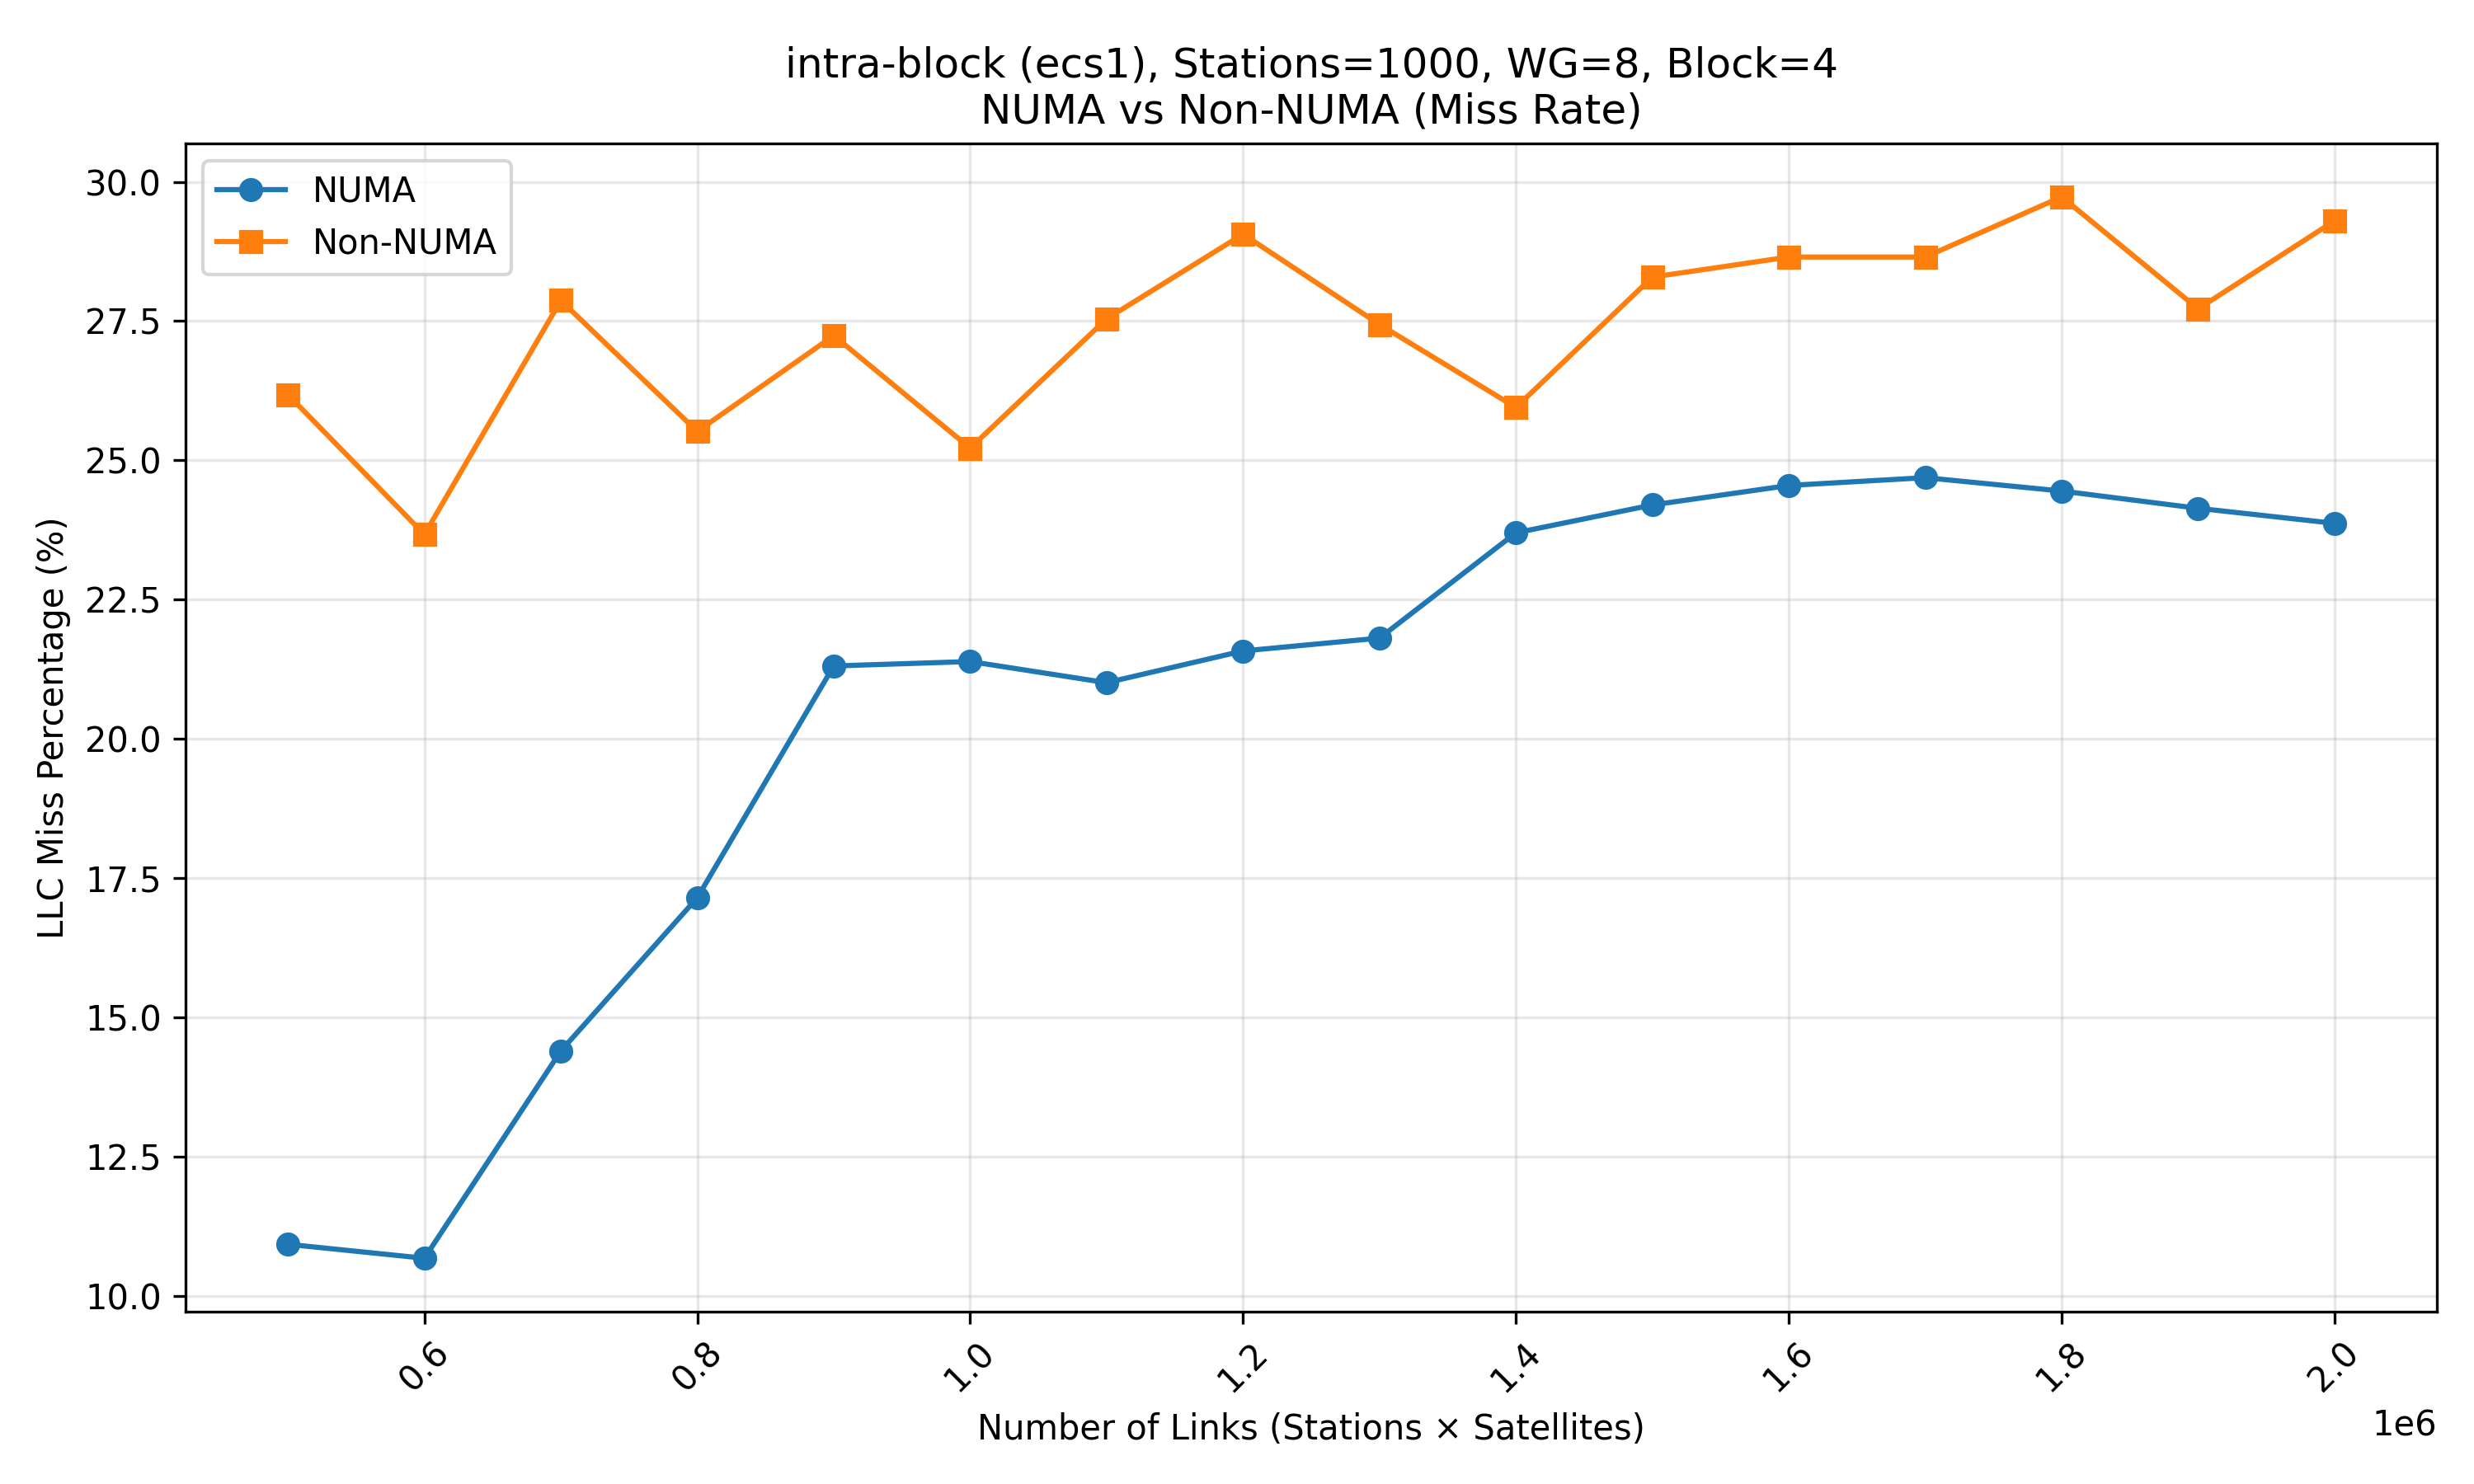 intra-block (ecs1), Stations=1000, WG=8, Block=4
NUMA vs Non-NUMA (Miss Rate)
NUMA
Non-NUMA
LLC Miss Percentage (%)
30.0
27.5
25.0
22.5
20.0
17.5
15.0
12.5
10.0
0.6
0.8
1.0
1.2
1.4
1.6
1.8
2.0
1e6
Number of Links (Stations × Satellites)